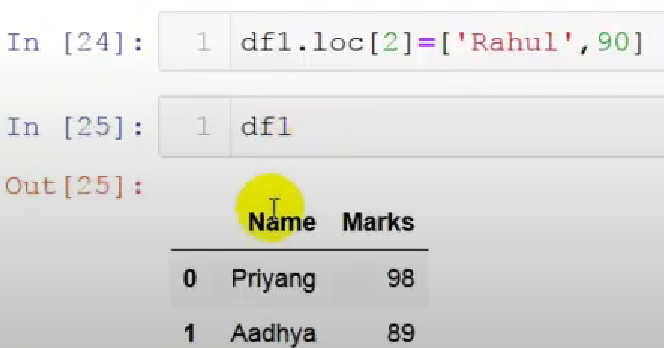 In [24]: 1 df1.loc[2]=['Rahul',90]
In [25]: 1 df1
Out[25]:
Name Marks
0 Priyang 98
1 Aadhya 89